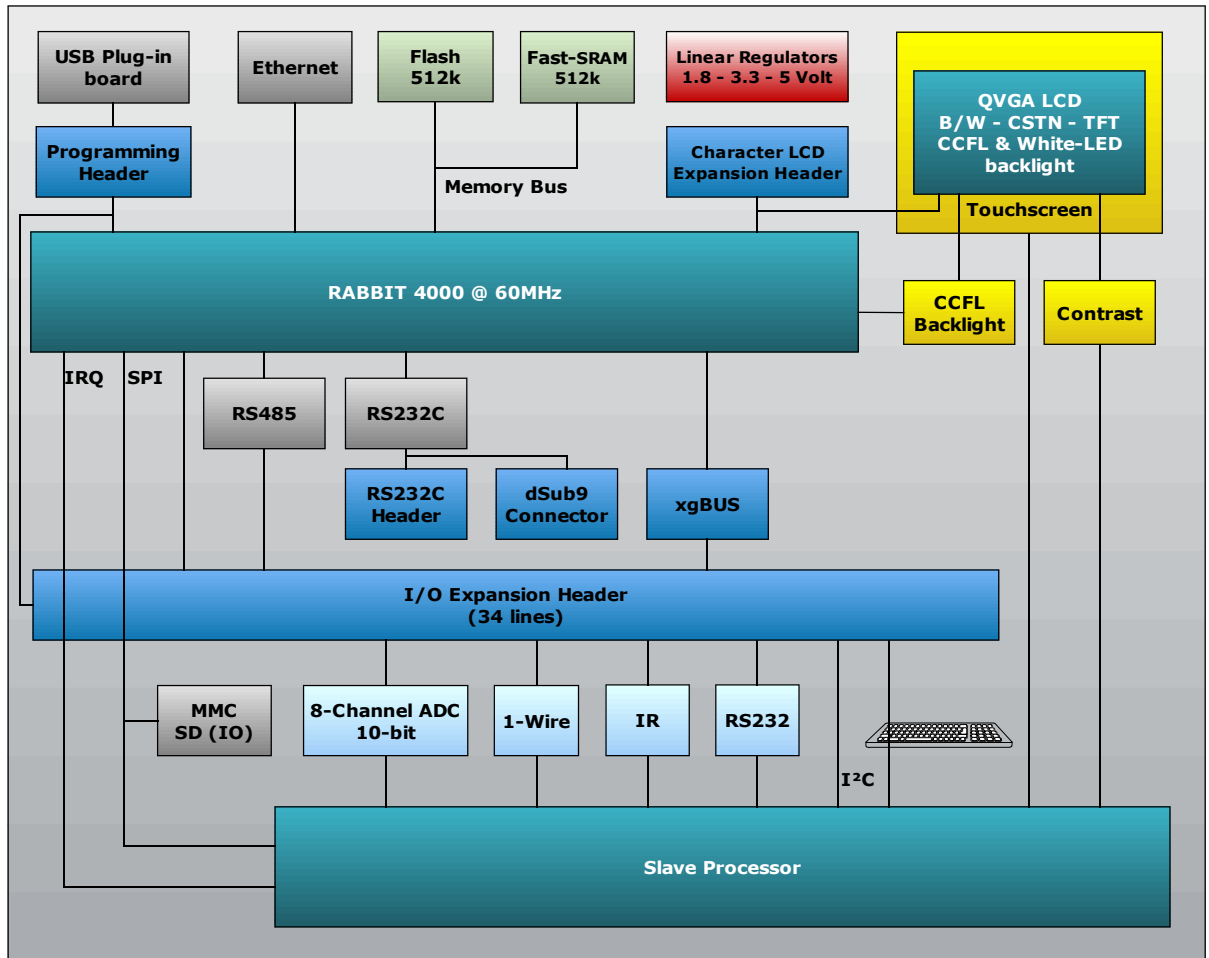 USB Plug-in
board
Ethernet
Flash
512k
Fast-SRAM
512k
Linear Regulators
1.8 - 3.3 - 5 Volt
QVGA LCD
B/W - CSTN - TFT
CCFL & White-LED
backlight
Programming
Header
Memory Bus
Character LCD
Expansion Header
Touchscreen
RABBIT 4000 @ 60MHz
CCFL
Backlight
Contrast
IRQ
SPI
RS485
RS232C
RS232C
Header
dSub9
Connector
xgBUS
I/O Expansion Header
(34 lines)
MMC
SD (IO)
8-Channel ADC
10-bit
1-Wire
IR
RS232
I²C
Slave Processor